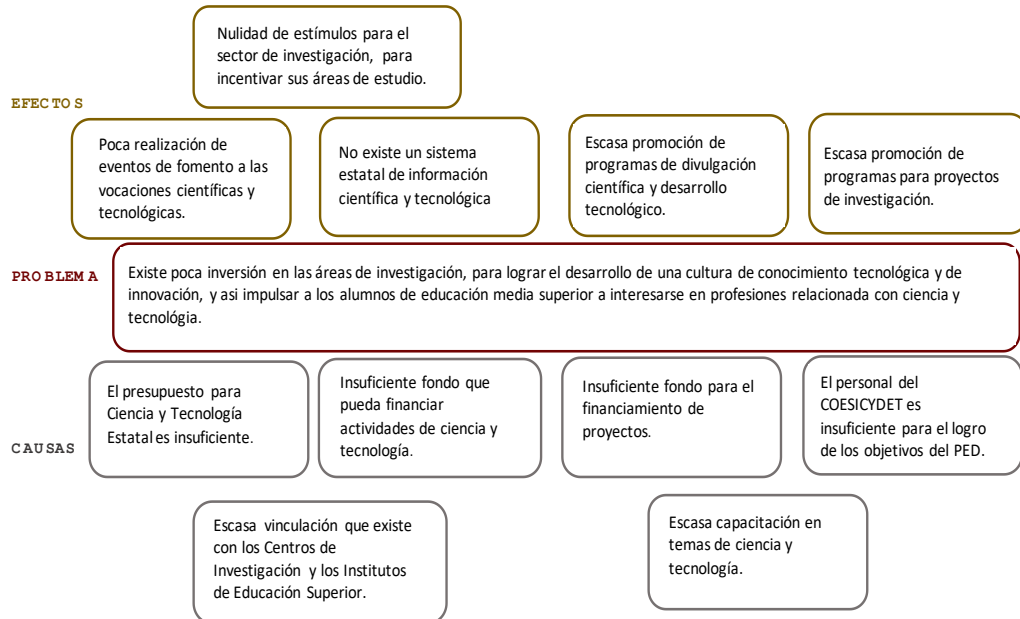 Nulidad de estímulos para el
sector de investigación, para
incentivar sus áreas de estudio.
EFECTOS
Poca realización de
eventos de fomento a las
vocaciones científicas y
tecnológicas.
No existe un sistema
estatal de información
científica y tecnológica
Escasa promoción de
programas de divulgación
científica y desarrollo
tecnológico.
Escasa promoción de
programas para proyectos
de investigación.
PROBLEMA
Existe poca inversión en las áreas de investigación, para lograr el desarrollo de una cultura de conocimiento tecnológica y de
innovación, y asi impulsar a los alumnos de educación media superior a interesarse en profesiones relacionada con ciencia y
tecnológia.
CAUSAS
El presupuesto para
Ciencia y Tecnología
Estatal es insuficiente.
Insuficiente fondo que
pueda financiar
actividades de ciencia y
tecnología.
Insuficiente fondo para el
financiamiento de
proyectos.
El personal del
COESICYDET es
insuficiente para el logro
de los objetivos del PED.
Escasa vinculación que existe
con los Centros de
Investigación y los Institutos
de Educación Superior.
Escasa capacitación en
temas de ciencia y
tecnología.